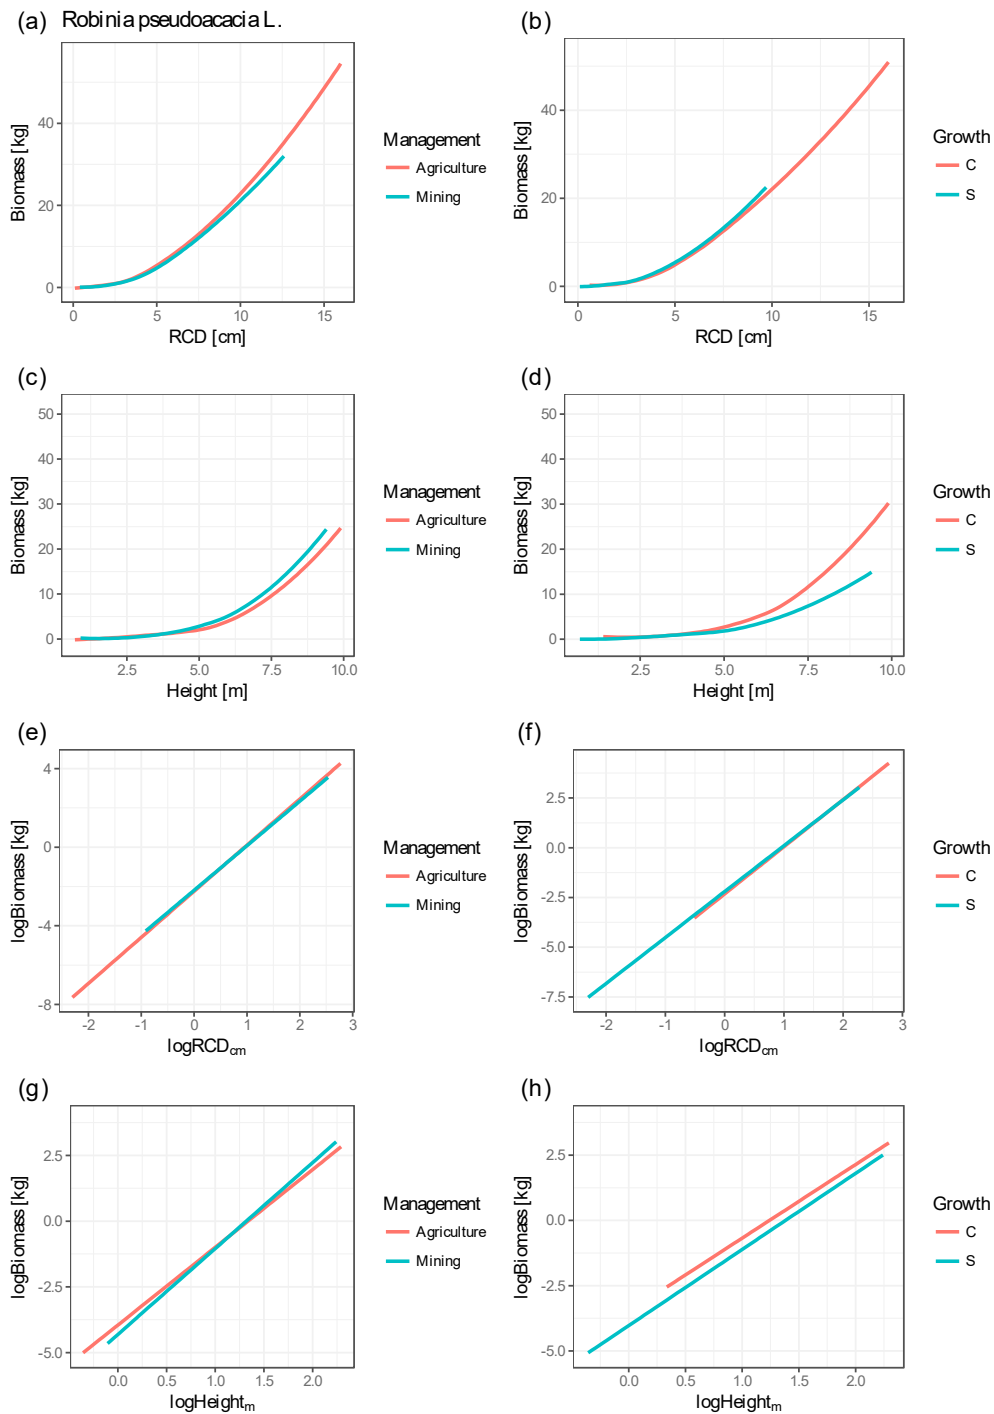 (a) Robinia pseudoacacia L.
Biomass [kg]
40
20
0
0 5 10 15
RCD [cm]
Management
Agriculture
Mining
(b)
Biomass [kg]
40
20
0
0 5 10 15
RCD [cm]
Growth
C
S
(c)
Biomass [kg]
50
40
30
20
10
0
2.5 5.0 7.5 10.0
Height [m]
Management
Agriculture
Mining
(d)
Biomass [kg]
50
40
30
20
10
0
2.5 5.0 7.5 10.0
Height [m]
Growth
C
S
(e)
logBiomass [kg]
4
0
-4
-8
-2 -1 0 1 2 3
logRCDcm
Management
Agriculture
Mining
(f)
logBiomass [kg]
2.5
0.0
-2.5
-5.0
-7.5
-2 -1 0 1 2 3
logRCDcm
Growth
C
S
(g)
logBiomass [kg]
2.5
0.0
-2.5
-5.0
0.0 0.5 1.0 1.5 2.0
logHeightm
Management
Agriculture
Mining
(h)
logBiomass [kg]
2.5
0.0
-2.5
-5.0
0.0 0.5 1.0 1.5 2.0
logHeightm
Growth
C
S